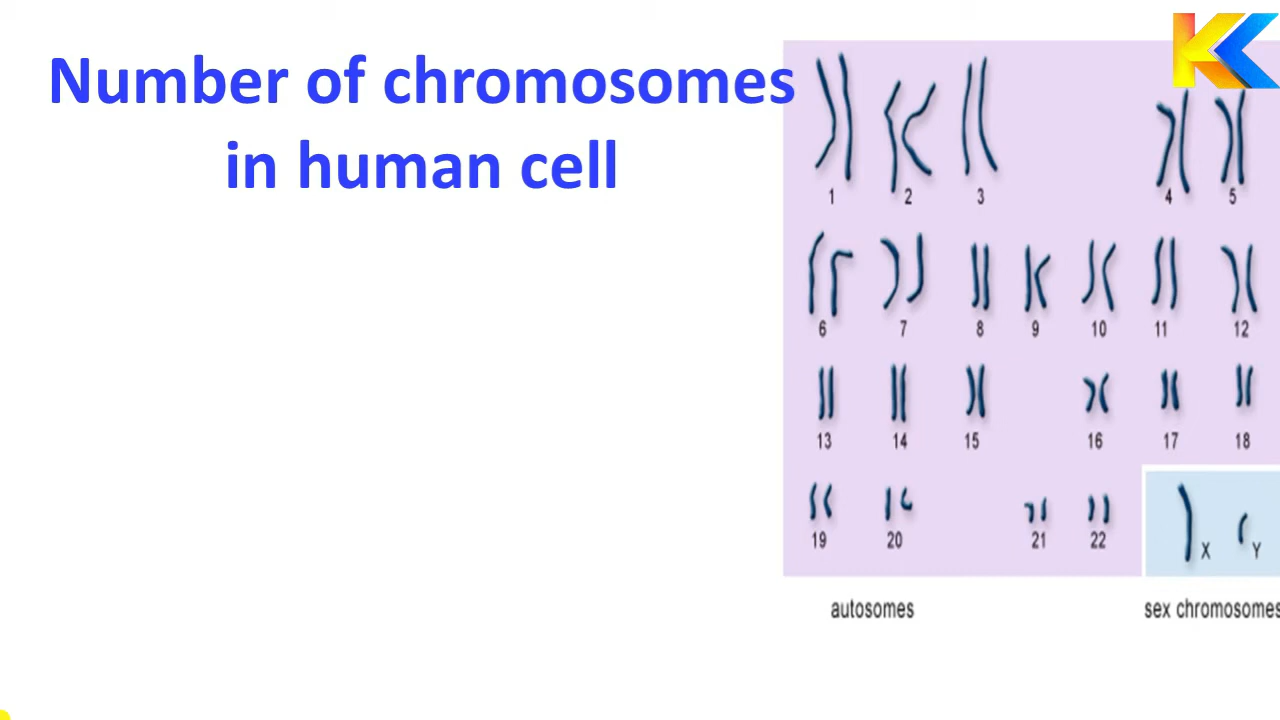 Number of chromosomes
in human cell
1 2 3 4 5
6 7 8 9 10 11 12
13 14 15 16 17 18
19 20 21 22 X Y
autosomes sex chromosomes